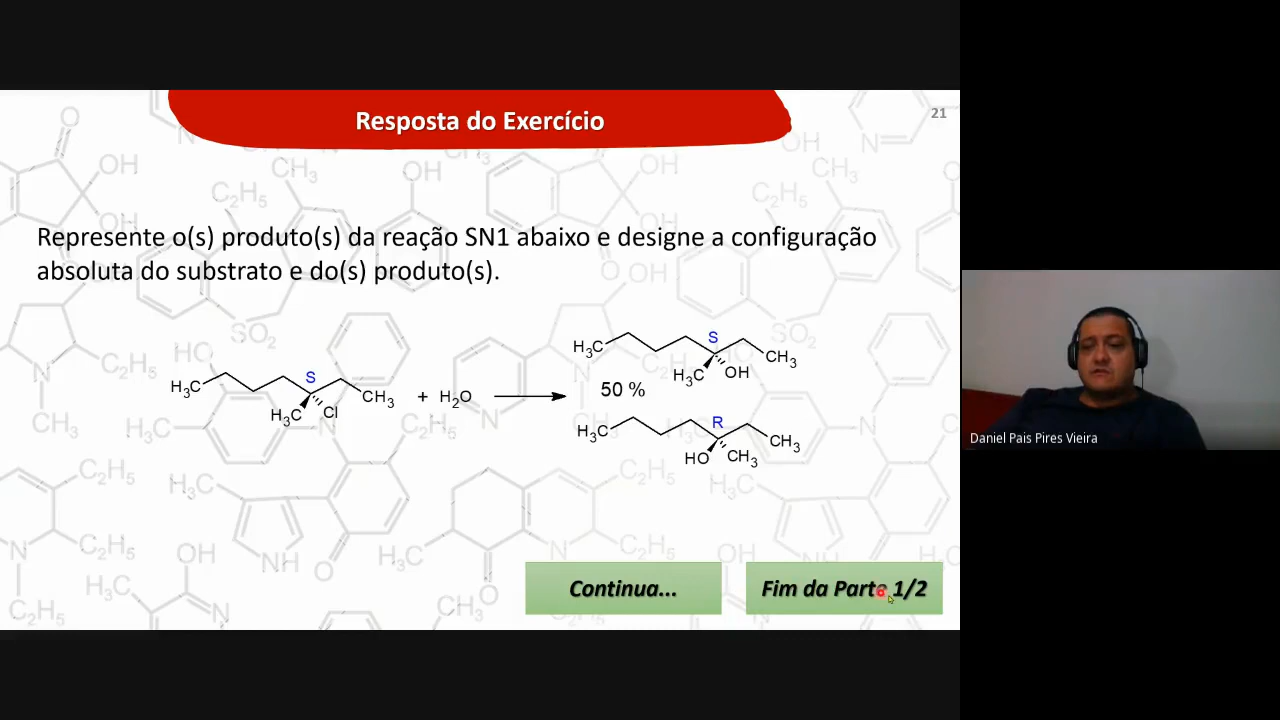 Resposta do Exercício
21
Represente o(s) produto(s) da reação SN1 abaixo e designe a configuração
absoluta do substrato e do(s) produto(s).
H3C
S
H3C
Cl
CH3
+ H2O
H3C
S
H3C
OH
CH3
50 %
H3C
R
HO
CH3
CH3
Continua...
Fim da Parte 1/2
Daniel Pais Pires Vieira